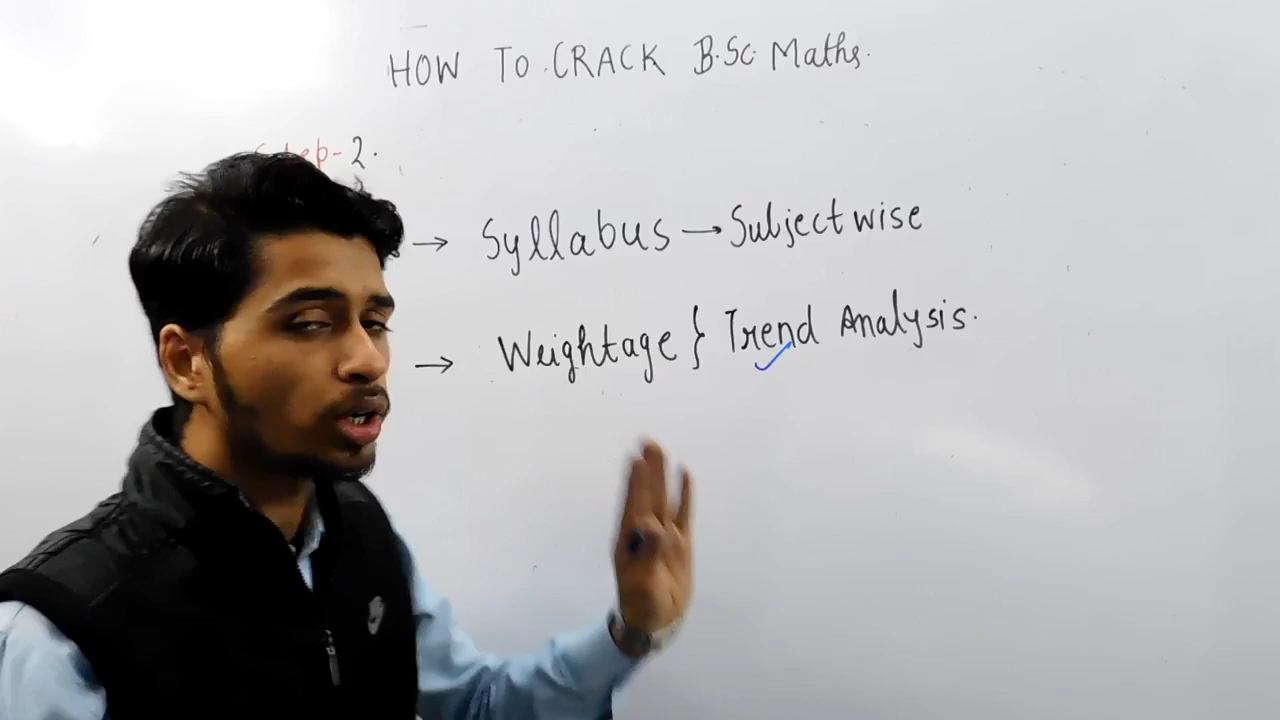 HOW TO CRACK B.Sc. Maths.
Step-2.
→ Syllabus → Subjectwise
→ Weightage } Trend Analysis.